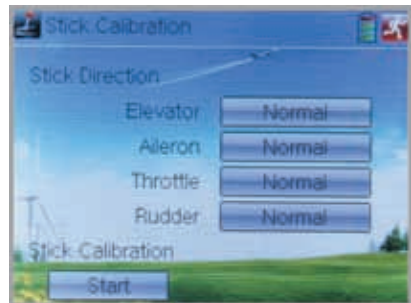 Stick Calibration
Stick Direction
Elevator Normal
Aileron Normal
Throttle Normal
Rudder Normal
Stick Calibration
Start